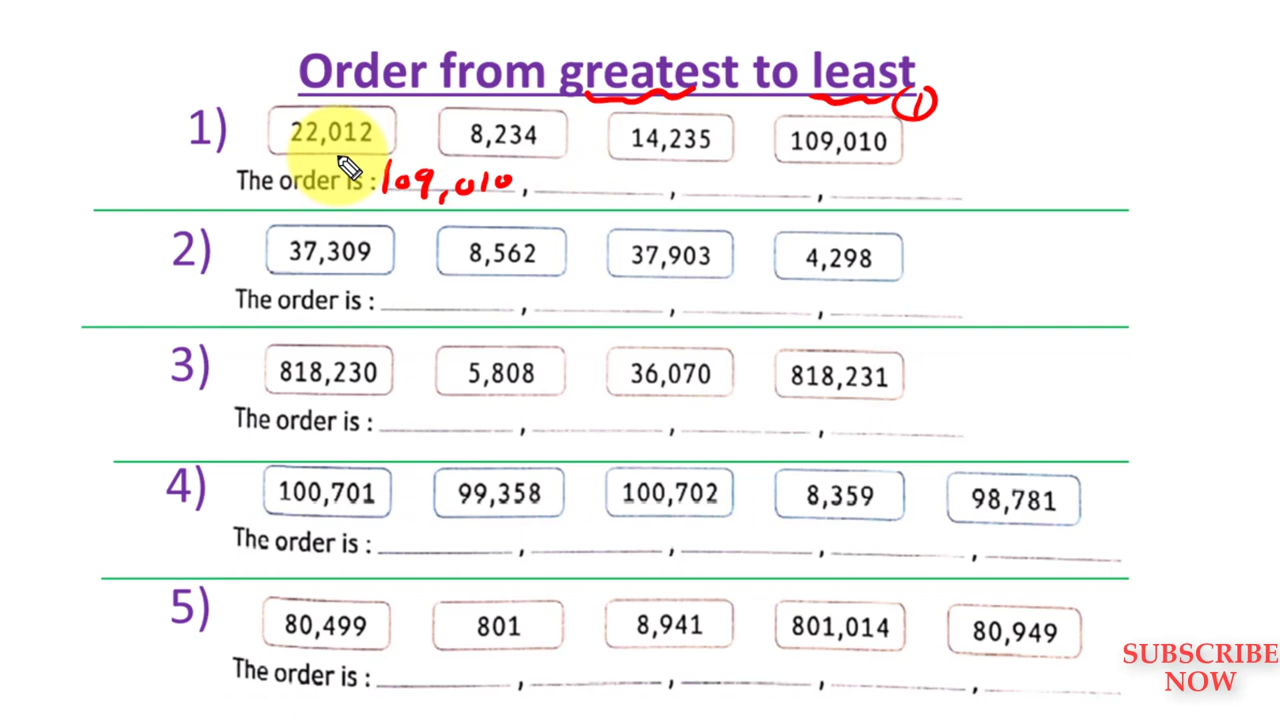 Order from greatest to least
1
1) 22,012 8,234 14,235 109,010
The order is : 109,010 , , ,
2) 37,309 8,562 37,903 4,298
The order is : , , ,
3) 818,230 5,808 36,070 818,231
The order is : , , ,
4) 100,701 99,358 100,702 8,359 98,781
The order is : , , , ,
5) 80,499 801 8,941 801,014 80,949
The order is : , , , ,
SUBSCRIBE
NOW